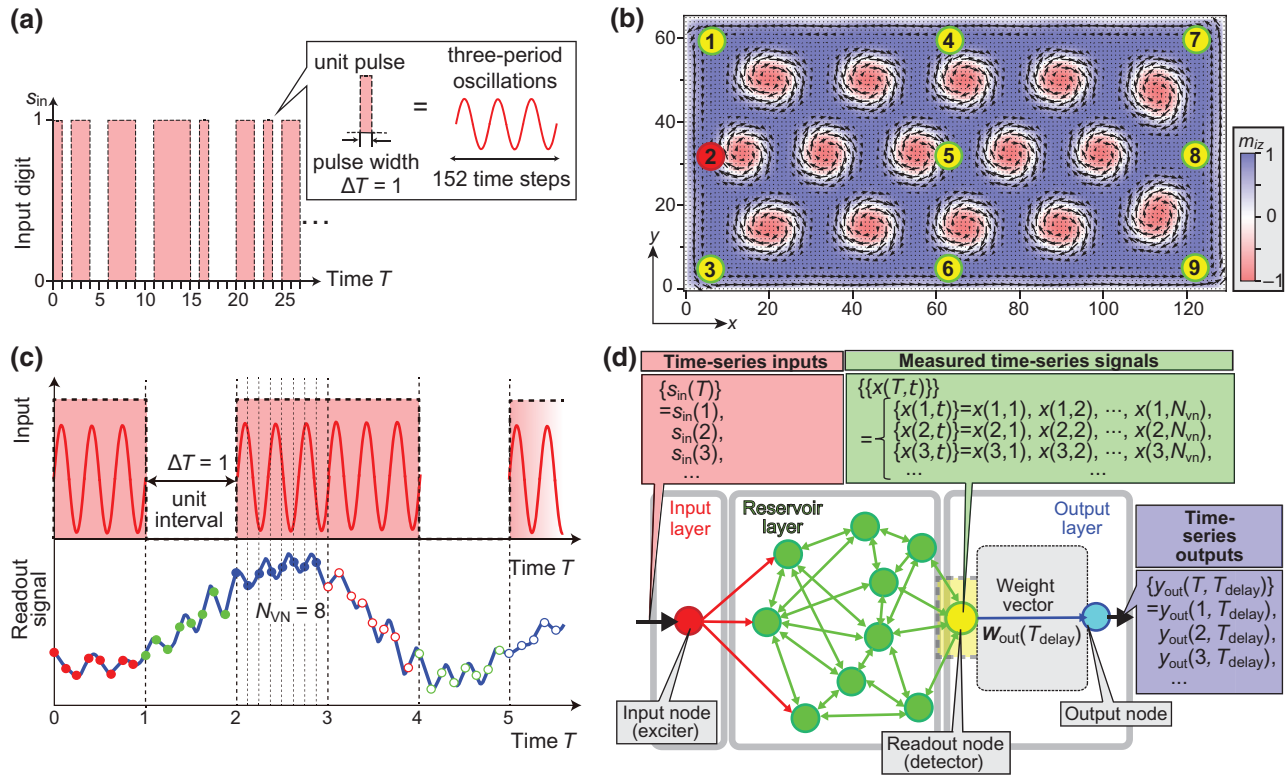 (a)
unit pulse
three-period
oscillations
=
pulse width
ΔT = 1
152 time steps
s_in
1
Input digit
0
...
Time T
0 5 10 15 20 25
(b)
60
40
20
0
1 4 7
2 5 8
3 6 9
y
x
0 20 40 60 80 100 120
m_iz
1
0
−1
(c)
Input
ΔT = 1
unit
interval
Time T
Readout
signal
N_VN = 8
0 1 2 3 4 5
Time T
(d)
Time-series inputs
{s_in(T)}
=s_in(1),
s_in(2),
s_in(3),
...
Measured time-series signals
{{x(T,t)}}
=
{x(1,t)}=x(1,1), x(1,2), ···, x(1,N_vn),
{x(2,t)}=x(2,1), x(2,2), ···, x(2,N_vn),
{x(3,t)}=x(3,1), x(3,2), ···, x(3,N_vn),
... ...
Input
layer
Reservoir
layer
Output
layer
Weight
vector
W_out(T_delay)
Time-
series
outputs
{y_out(T, T_delay)}
=y_out(1, T_delay),
y_out(2, T_delay),
y_out(3, T_delay),
...
Input node
(exciter)
Readout node
(detector)
Output node